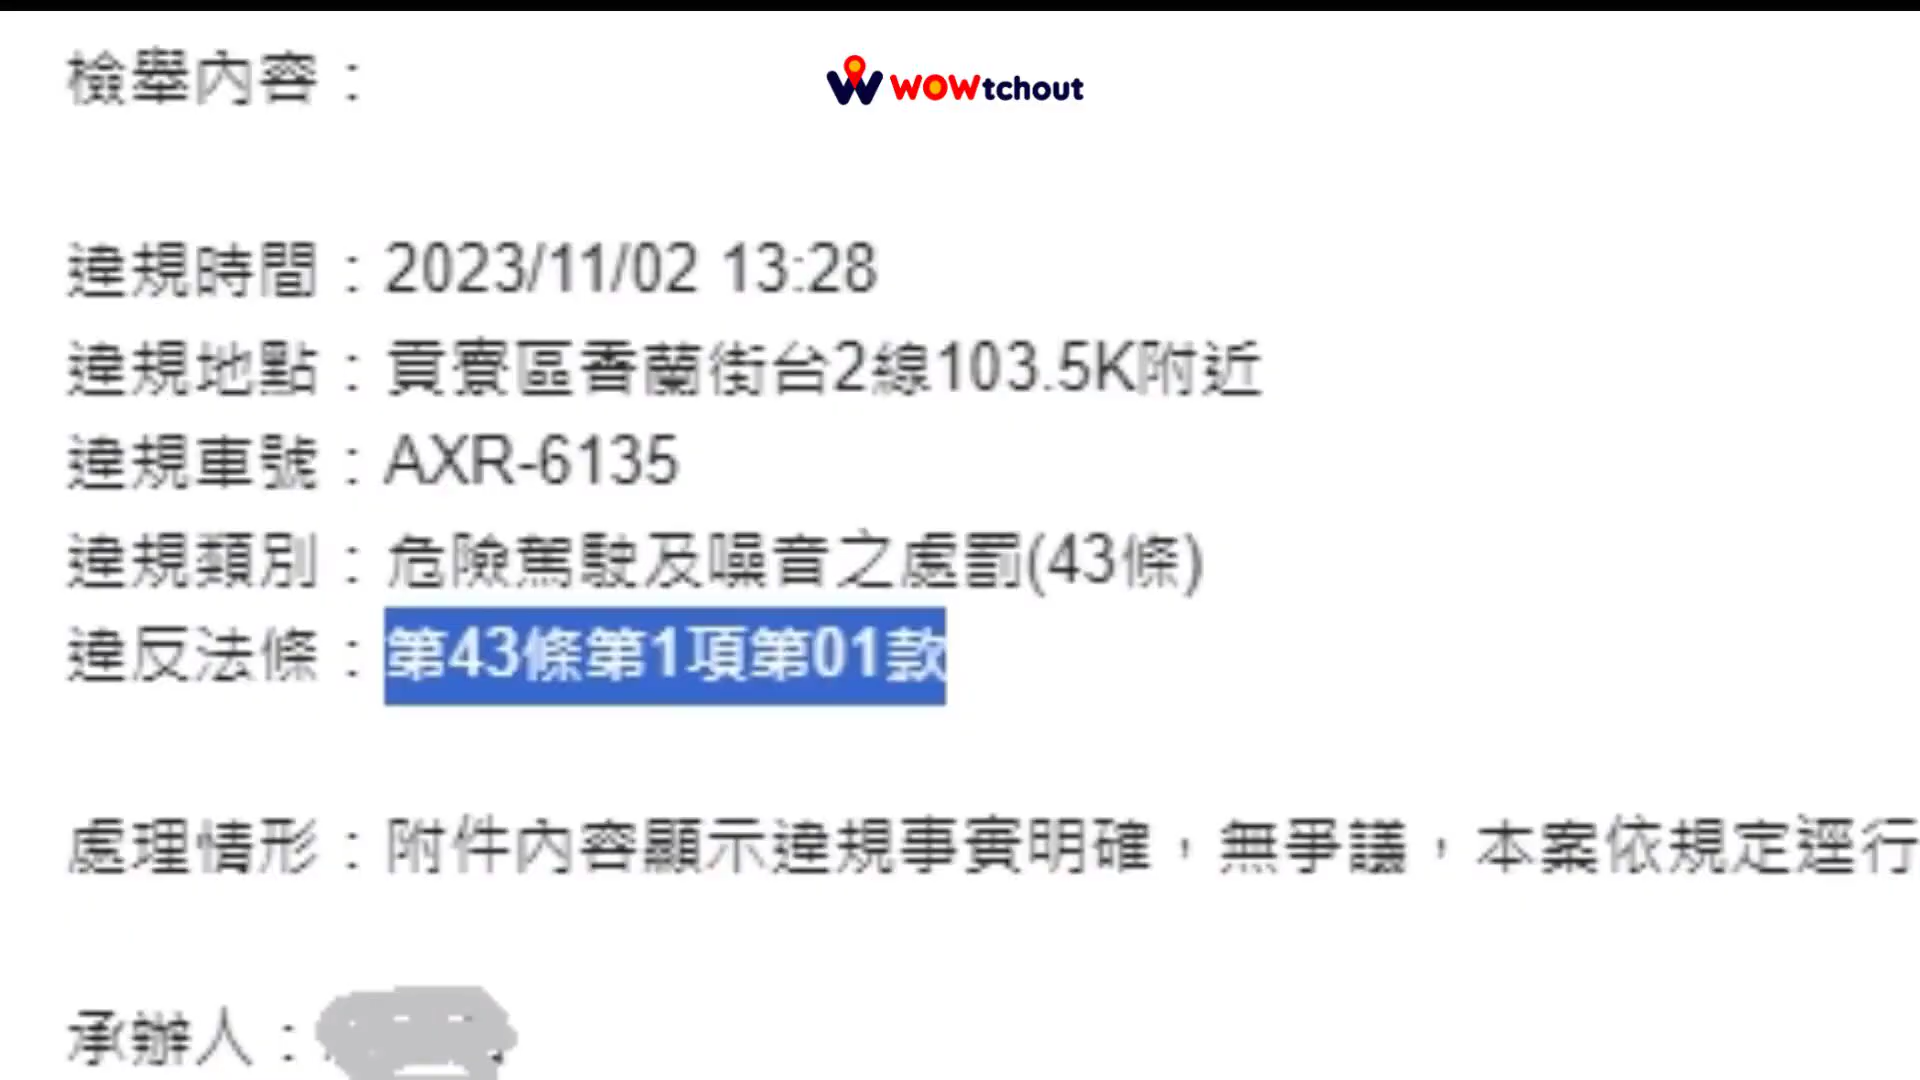 檢舉內容：
WOWtchout
違規時間：2023/11/02 13:28
違規地點：貢寮區香蘭街台2線103.5K附近
違規車號：AXR-6135
違規類別：危險駕駛及噪音之處罰(43條)
違反法條：第43條第1項第01款
處理情形：附件內容顯示違規事實明確，無爭議，本案依規定逕行
承辦人：